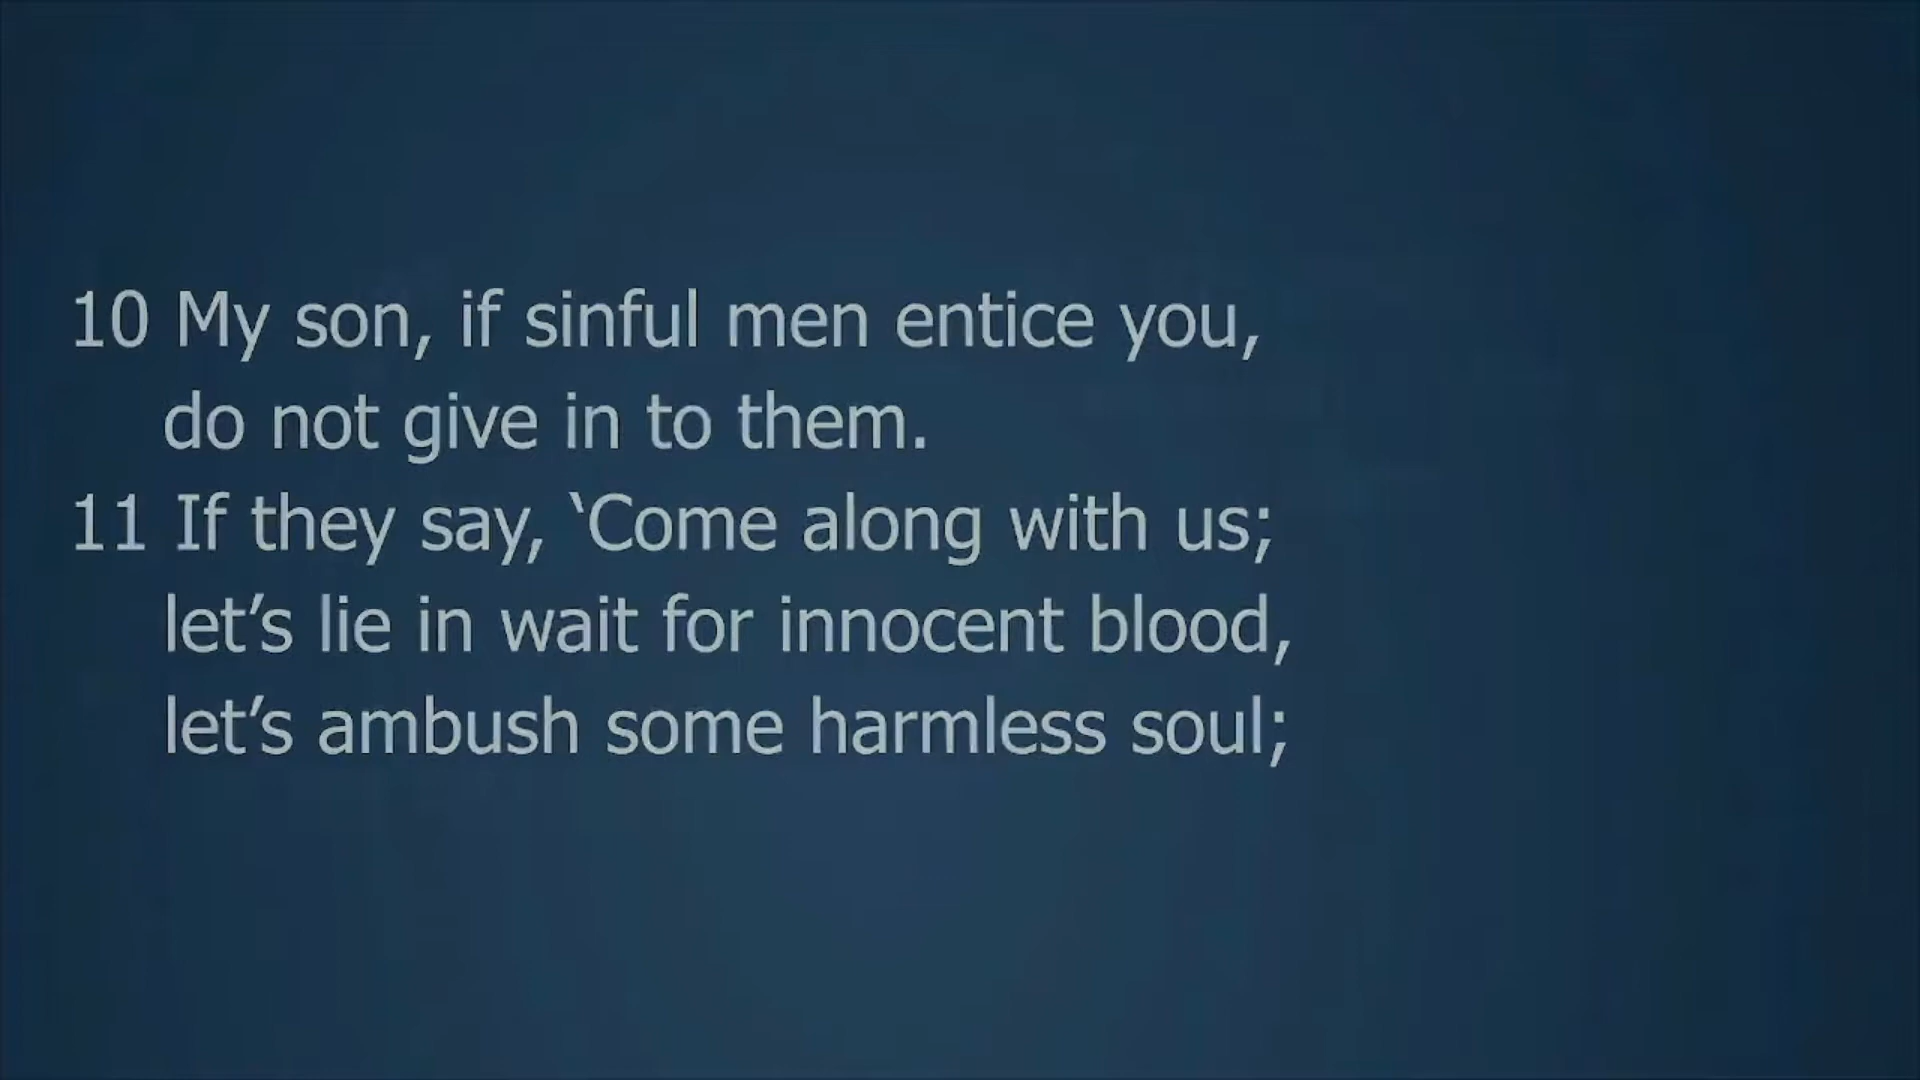 10 My son, if sinful men entice you,
do not give in to them.
11 If they say, ‘Come along with us;
let’s lie in wait for innocent blood,
let’s ambush some harmless soul;